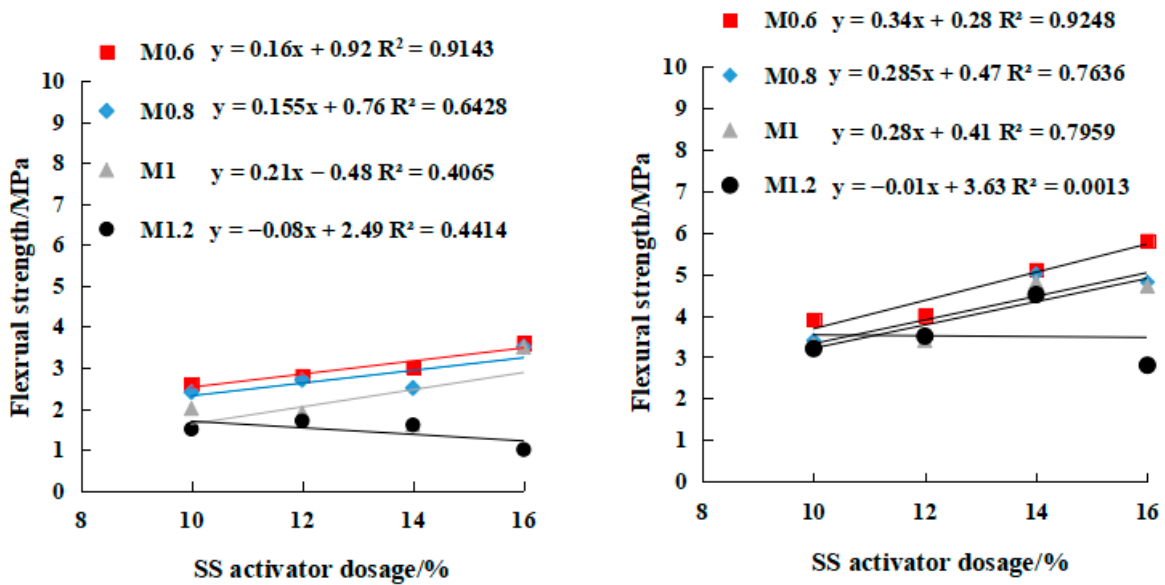 M0.6 y = 0.16x + 0.92 R² = 0.9143
M0.8 y = 0.155x + 0.76 R² = 0.6428
M1 y = 0.21x − 0.48 R² = 0.4065
M1.2 y = −0.08x + 2.49 R² = 0.4414
Flexrual strength/MPa
10
9
8
7
6
5
4
3
2
1
0
8 10 12 14 16
SS activator dosage/%
M0.6 y = 0.34x + 0.28 R² = 0.9248
M0.8 y = 0.285x + 0.47 R² = 0.7636
M1 y = 0.28x + 0.41 R² = 0.7959
M1.2 y = −0.01x + 3.63 R² = 0.0013
Flexural strength/MPa
10
9
8
7
6
5
4
3
2
1
0
8 10 12 14 16
SS activator dosage/%